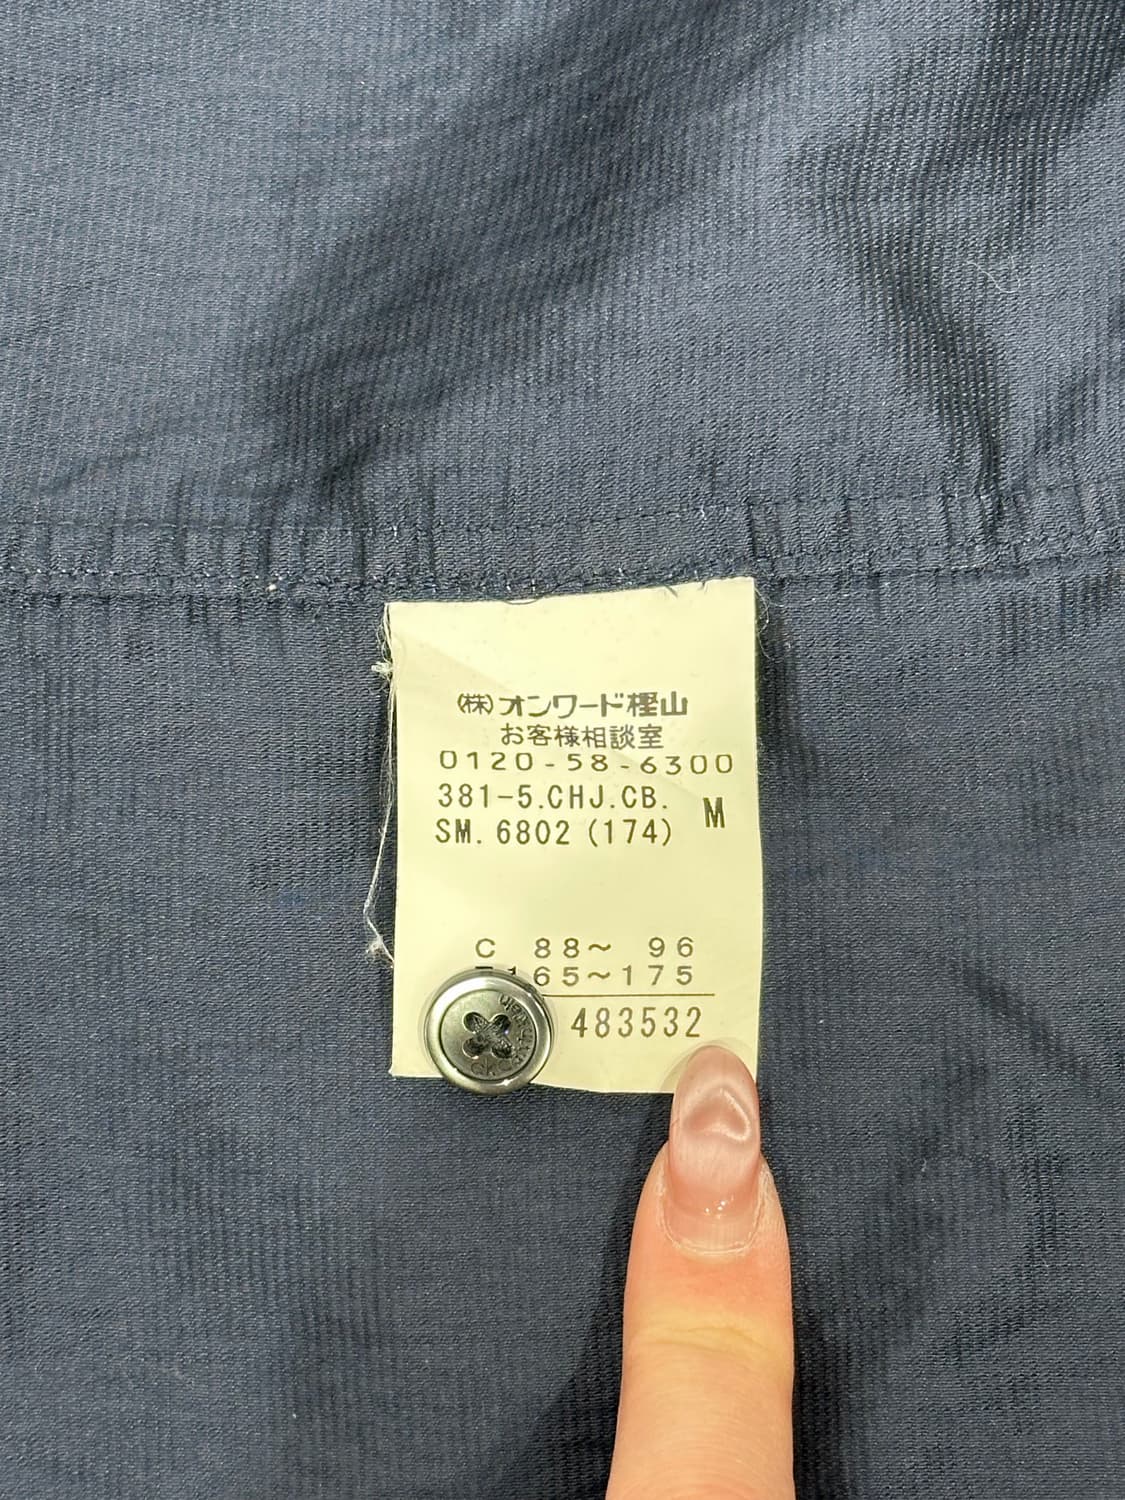 (株)オンワード樫山
お客様相談室
0120-58-6300
381-5.CHJ.CB.
M
SM. 6802 (174)
C 88〜 96
165〜175
483532